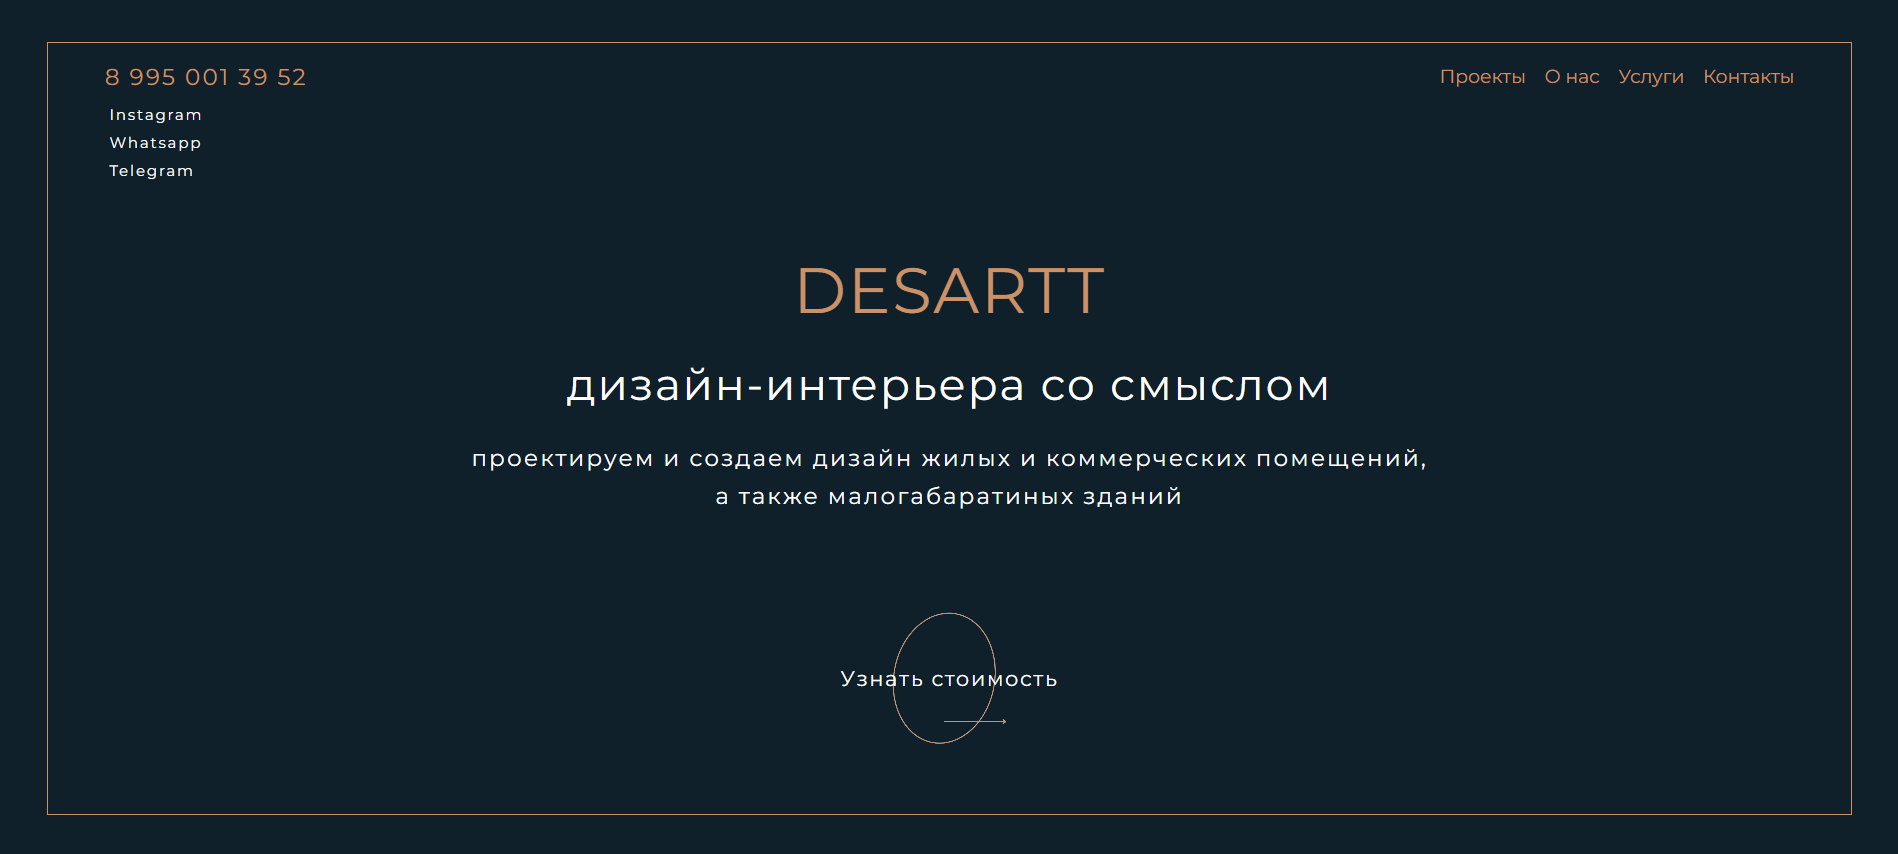 8 995 001 39 52
Проекты О нас Услуги Контакты
Instagram
Whatsapp
Telegram
DESARTT
дизайн-интерьера со смыслом
проектируем и создаем дизайн жилых и коммерческих помещений,
а также малогабаратиных зданий
Узнать стоимость